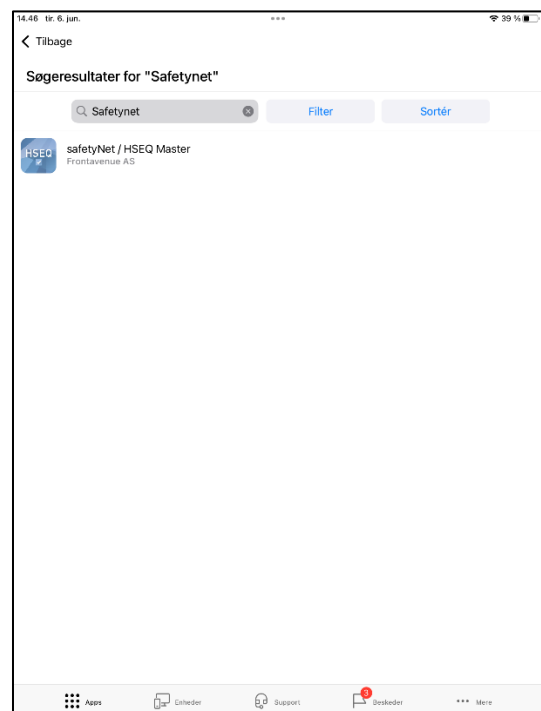 14.46 tir. 6. jun.
39 %
Tilbage
Søgeresultater for "Safetynet"
Safetynet
Filter
Sortér
HSEQ
safetyNet / HSEQ Master
Frontavenue AS
Apps
Enheder
Support
3
Beskeder
Mere